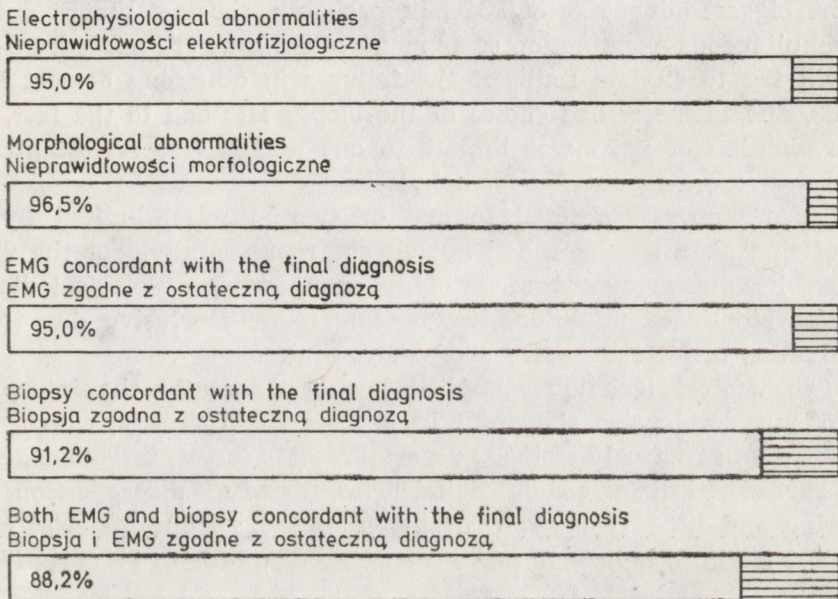 Electrophysiological abnormalities
Nieprawidłowości elektrofizjologiczne
95,0%
Morphological abnormalities
Nieprawidłowości morfologiczne
96,5%
EMG concordant with the final diagnosis
EMG zgodne z ostateczną diagnozą
95,0%
Biopsy concordant with the final diagnosis
Biopsja zgodna z ostateczną diagnozą
91,2%
Both EMG and biopsy concordant with the final diagnosis
Biopsja i EMG zgodne z ostateczną diagnozą
88,2%